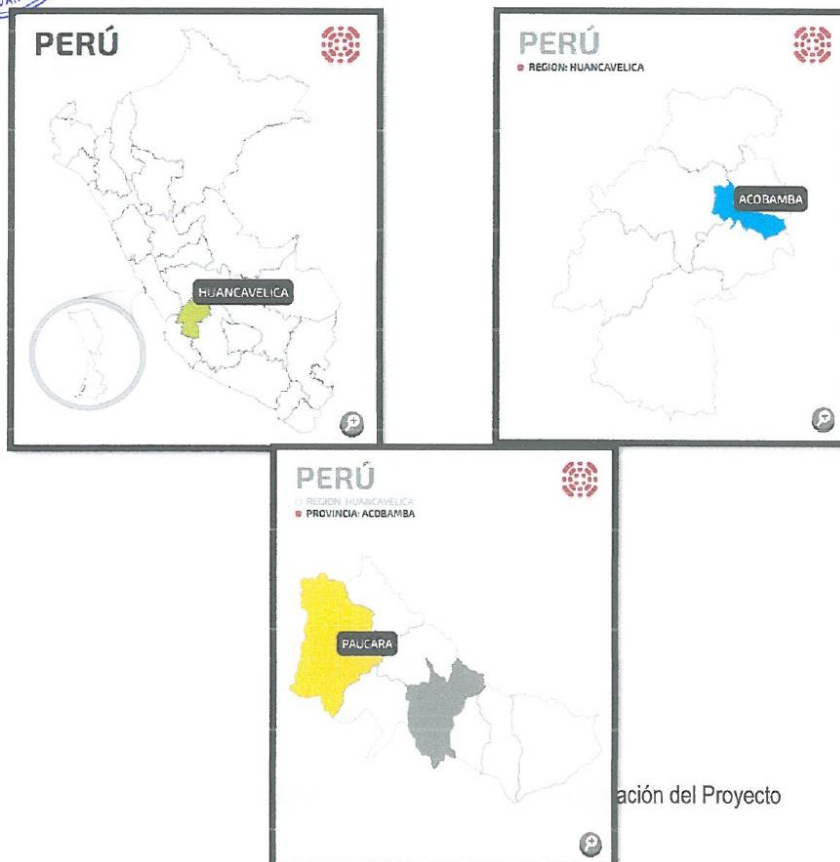 PERÚ
HUANCAVELICA
PERÚ
REGION: HUANCAVELICA
ACOBAMBA
PERÚ
REGION: HUANCAVELICA
PROVINCIA: ACOBAMBA
PAUCARA
ación del Proyecto